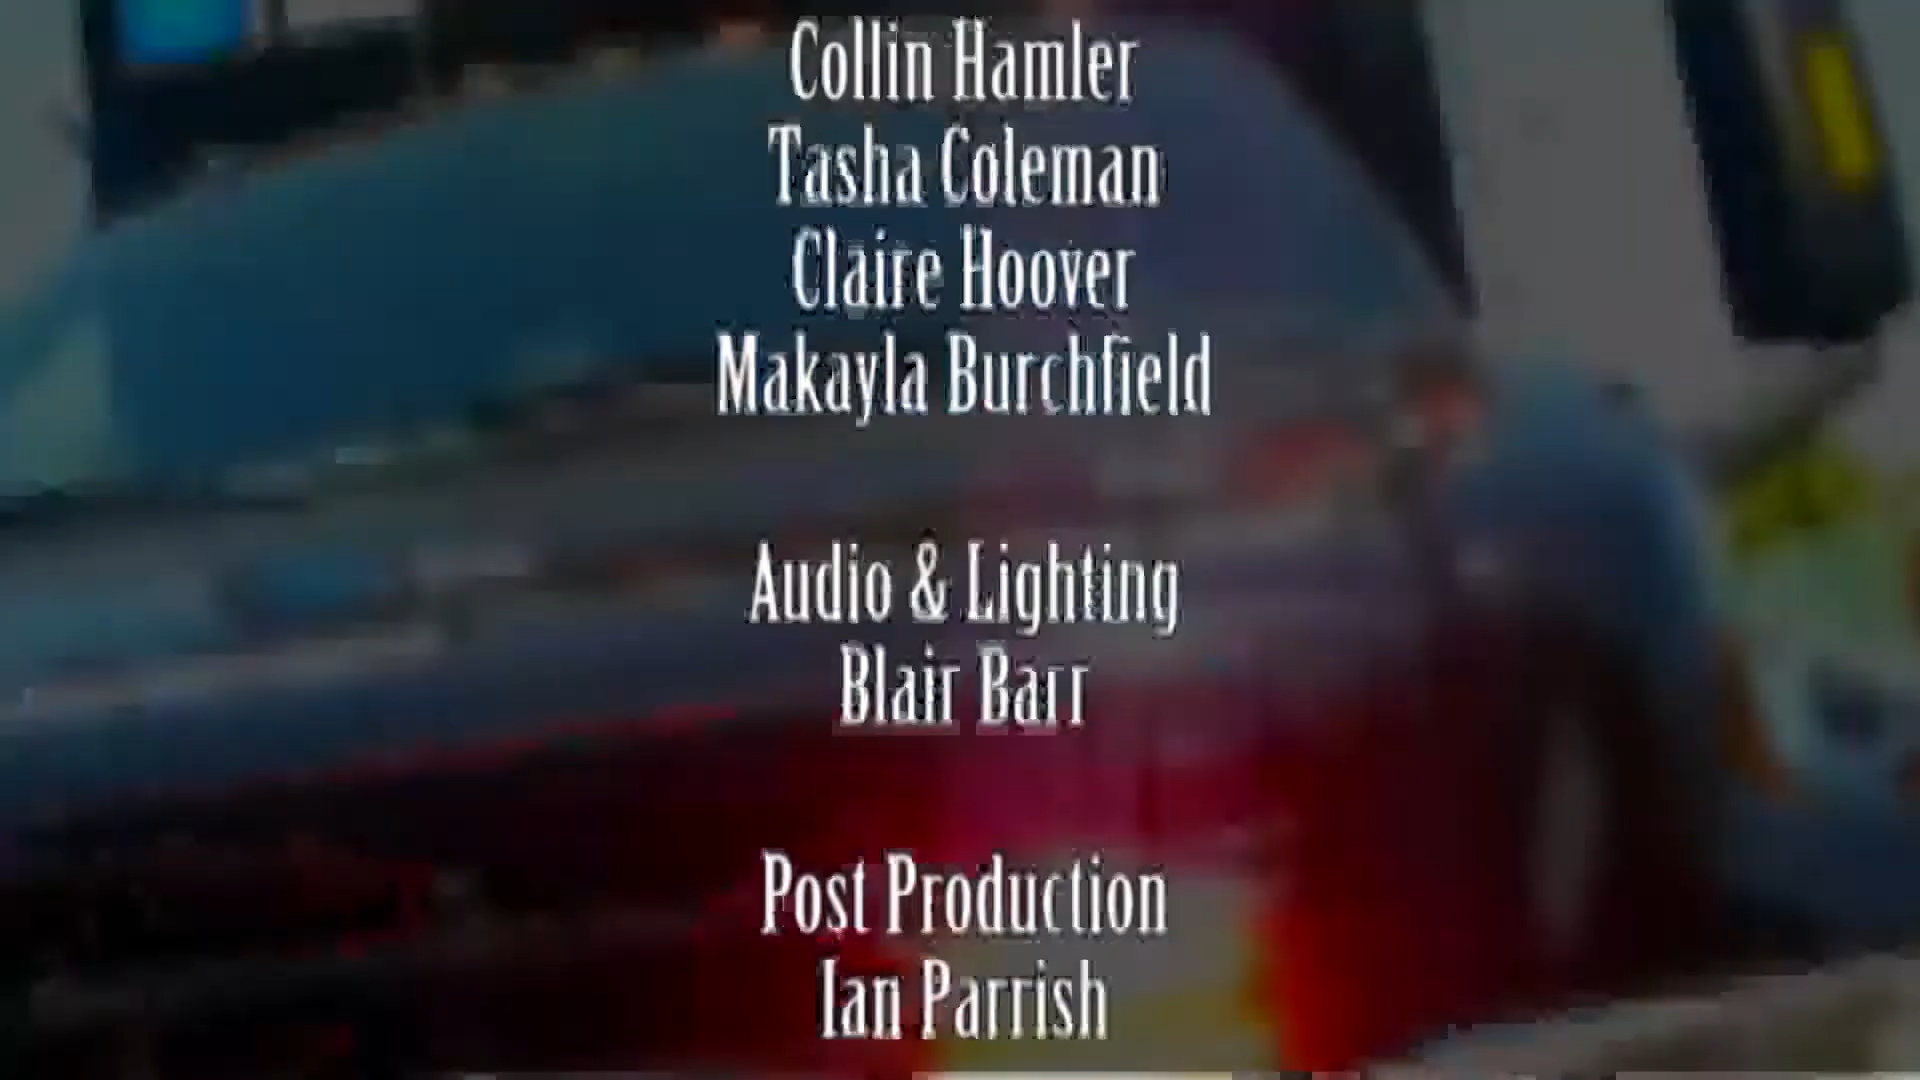 Collin Hamler
Tasha Coleman
Claire Hoover
Makayla Burchfield
Audio & Lighting
Blair Barr
Post Production
Ian Parrish